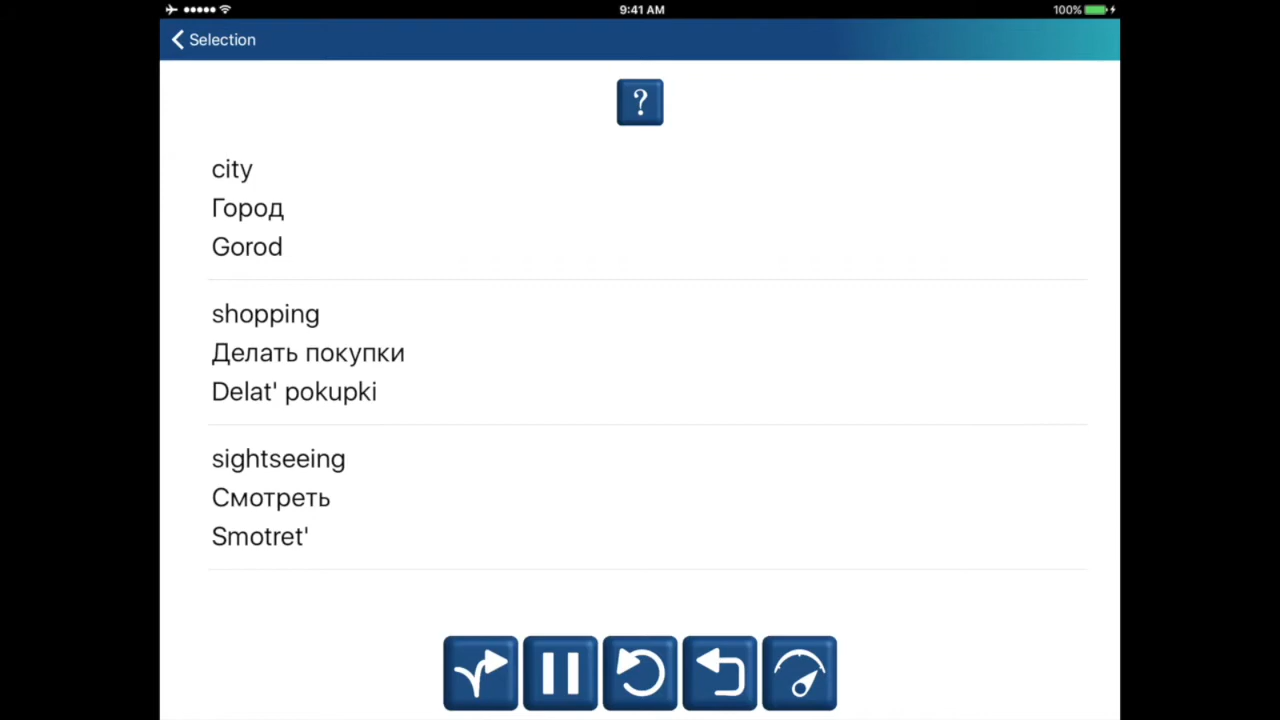 9:41 AM
100%
Selection
?
city
Город
Gorod
shopping
Делать покупки
Delat' pokupki
sightseeing
Смотреть
Smotret'